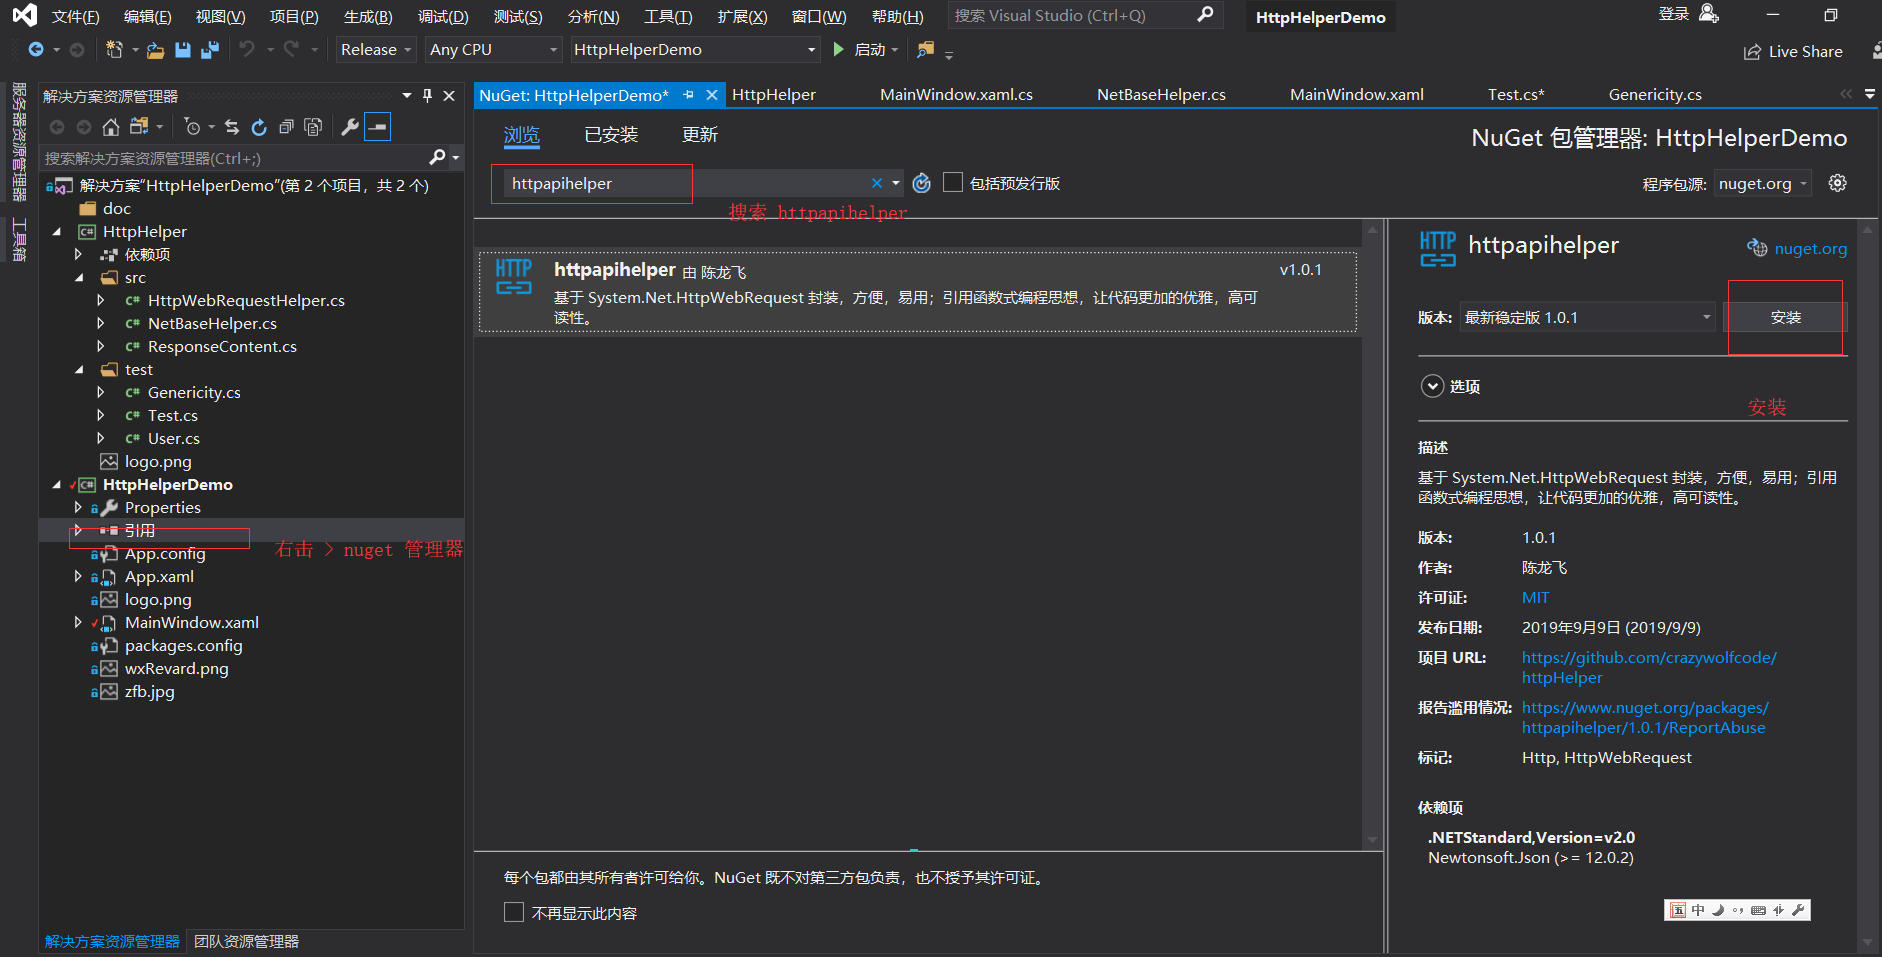 文件(F) 编辑(E) 视图(V) 项目(P) 生成(B) 调试(D) 测试(S) 分析(N) 工具(T) 扩展(X) 窗口(W) 帮助(H) 搜索 Visual Studio (Ctrl+Q) HttpHelperDemo 登录
Release Any CPU HttpHelperDemo 启动 Live Share
服务器资源管理器
工具箱
解决方案资源管理器
搜索解决方案资源管理器(Ctrl+;)
解决方案“HttpHelperDemo”(第 2 个项目，共 2 个)
doc
HttpHelper
依赖项
src
HttpWebRequestHelper.cs
NetBaseHelper.cs
ResponseContent.cs
test
Genericity.cs
Test.cs
User.cs
logo.png
HttpHelperDemo
Properties
引用
右击 > nuget 管理器
App.config
App.xaml
logo.png
MainWindow.xaml
packages.config
wxRevard.png
zfb.jpg
解决方案资源管理器 团队资源管理器
NuGet: HttpHelperDemo* HttpHelper MainWindow.xaml.cs NetBaseHelper.cs MainWindow.xaml Test.cs* Genericity.cs
浏览 已安装 更新
NuGet 包管理器: HttpHelperDemo
httpapihelper
包括预发行版
程序包源: nuget.org
搜索 httpapihelper
HTTP
httpapihelper 由 陈龙飞
v1.0.1
基于 System.Net.HttpWebRequest 封装，方便，易用；引用函数式编程思想，让代码更加的优雅，高可
读性。
每个包都由其所有者许可给你。NuGet 既不对第三方包负责，也不授予其许可证。
不再显示此内容
HTTP
httpapihelper
nuget.org
版本: 最新稳定版 1.0.1 安装
选项
安装
描述
基于 System.Net.HttpWebRequest 封装，方便，易用；引用
函数式编程思想，让代码更加的优雅，高可读性。
版本: 1.0.1
作者: 陈龙飞
许可证: MIT
发布日期: 2019年9月9日 (2019/9/9)
项目 URL: https://github.com/crazywolfcode/
httpHelper
报告滥用情况: https://www.nuget.org/packages/
httpapihelper/1.0.1/ReportAbuse
标记: Http, HttpWebRequest
依赖项
.NETStandard,Version=v2.0
Newtonsoft.Json (>= 12.0.2)
五 中